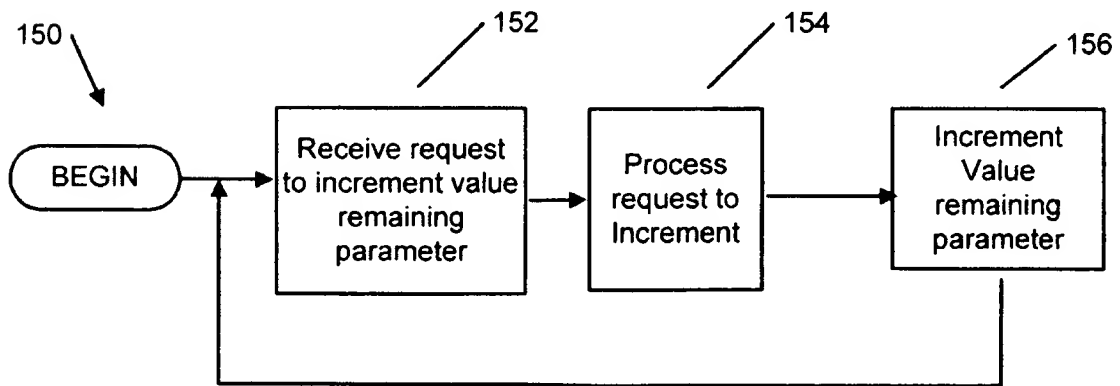 150
152
154
156
BEGIN
Receive request
to increment value
remaining
parameter
Process
request to
Increment
Increment
Value
remaining
parameter